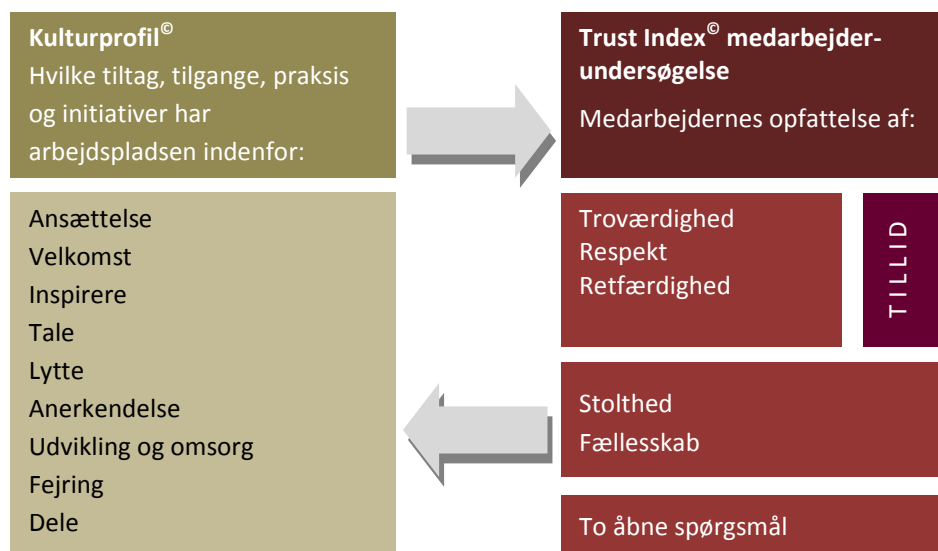 Kulturprofil©
Hvilke tiltag, tilgange, praksis
og initiativer har
arbejdspladsen indenfor:
Ansættelse
Velkomst
Inspirere
Tale
Lytte
Anerkendelse
Udvikling og omsorg
Fejring
Dele
Trust Index© medarbejder-
undersøgelse
Medarbejdernes opfattelse af:
Troværdighed
Respekt
Retfærdighed
TILLID
Stolthed
Fællesskab
To åbne spørgsmål